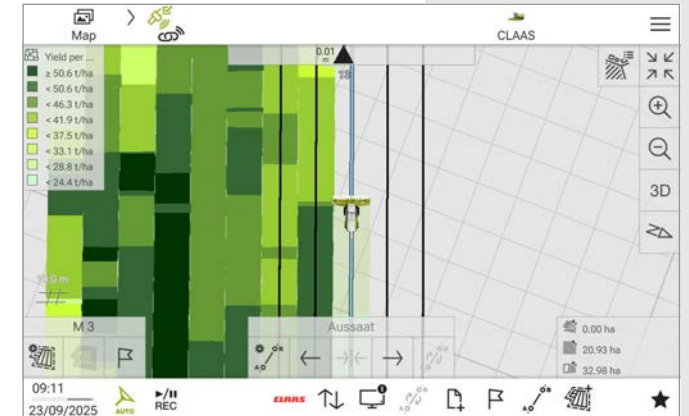 Map
CLAAS
Yield per ...
≥ 50.6 t/ha
< 50.6 t/ha
< 46.3 t/ha
< 41.9 t/ha
< 37.5 t/ha
< 33.1 t/ha
< 28.8 t/ha
< 24.4 t/ha
0.01
m
13
3D
M 3
Aussaat
0.00 ha
20.93 ha
32.98 ha
09:11
23/09/2025
AUTO
REC
CLAAS